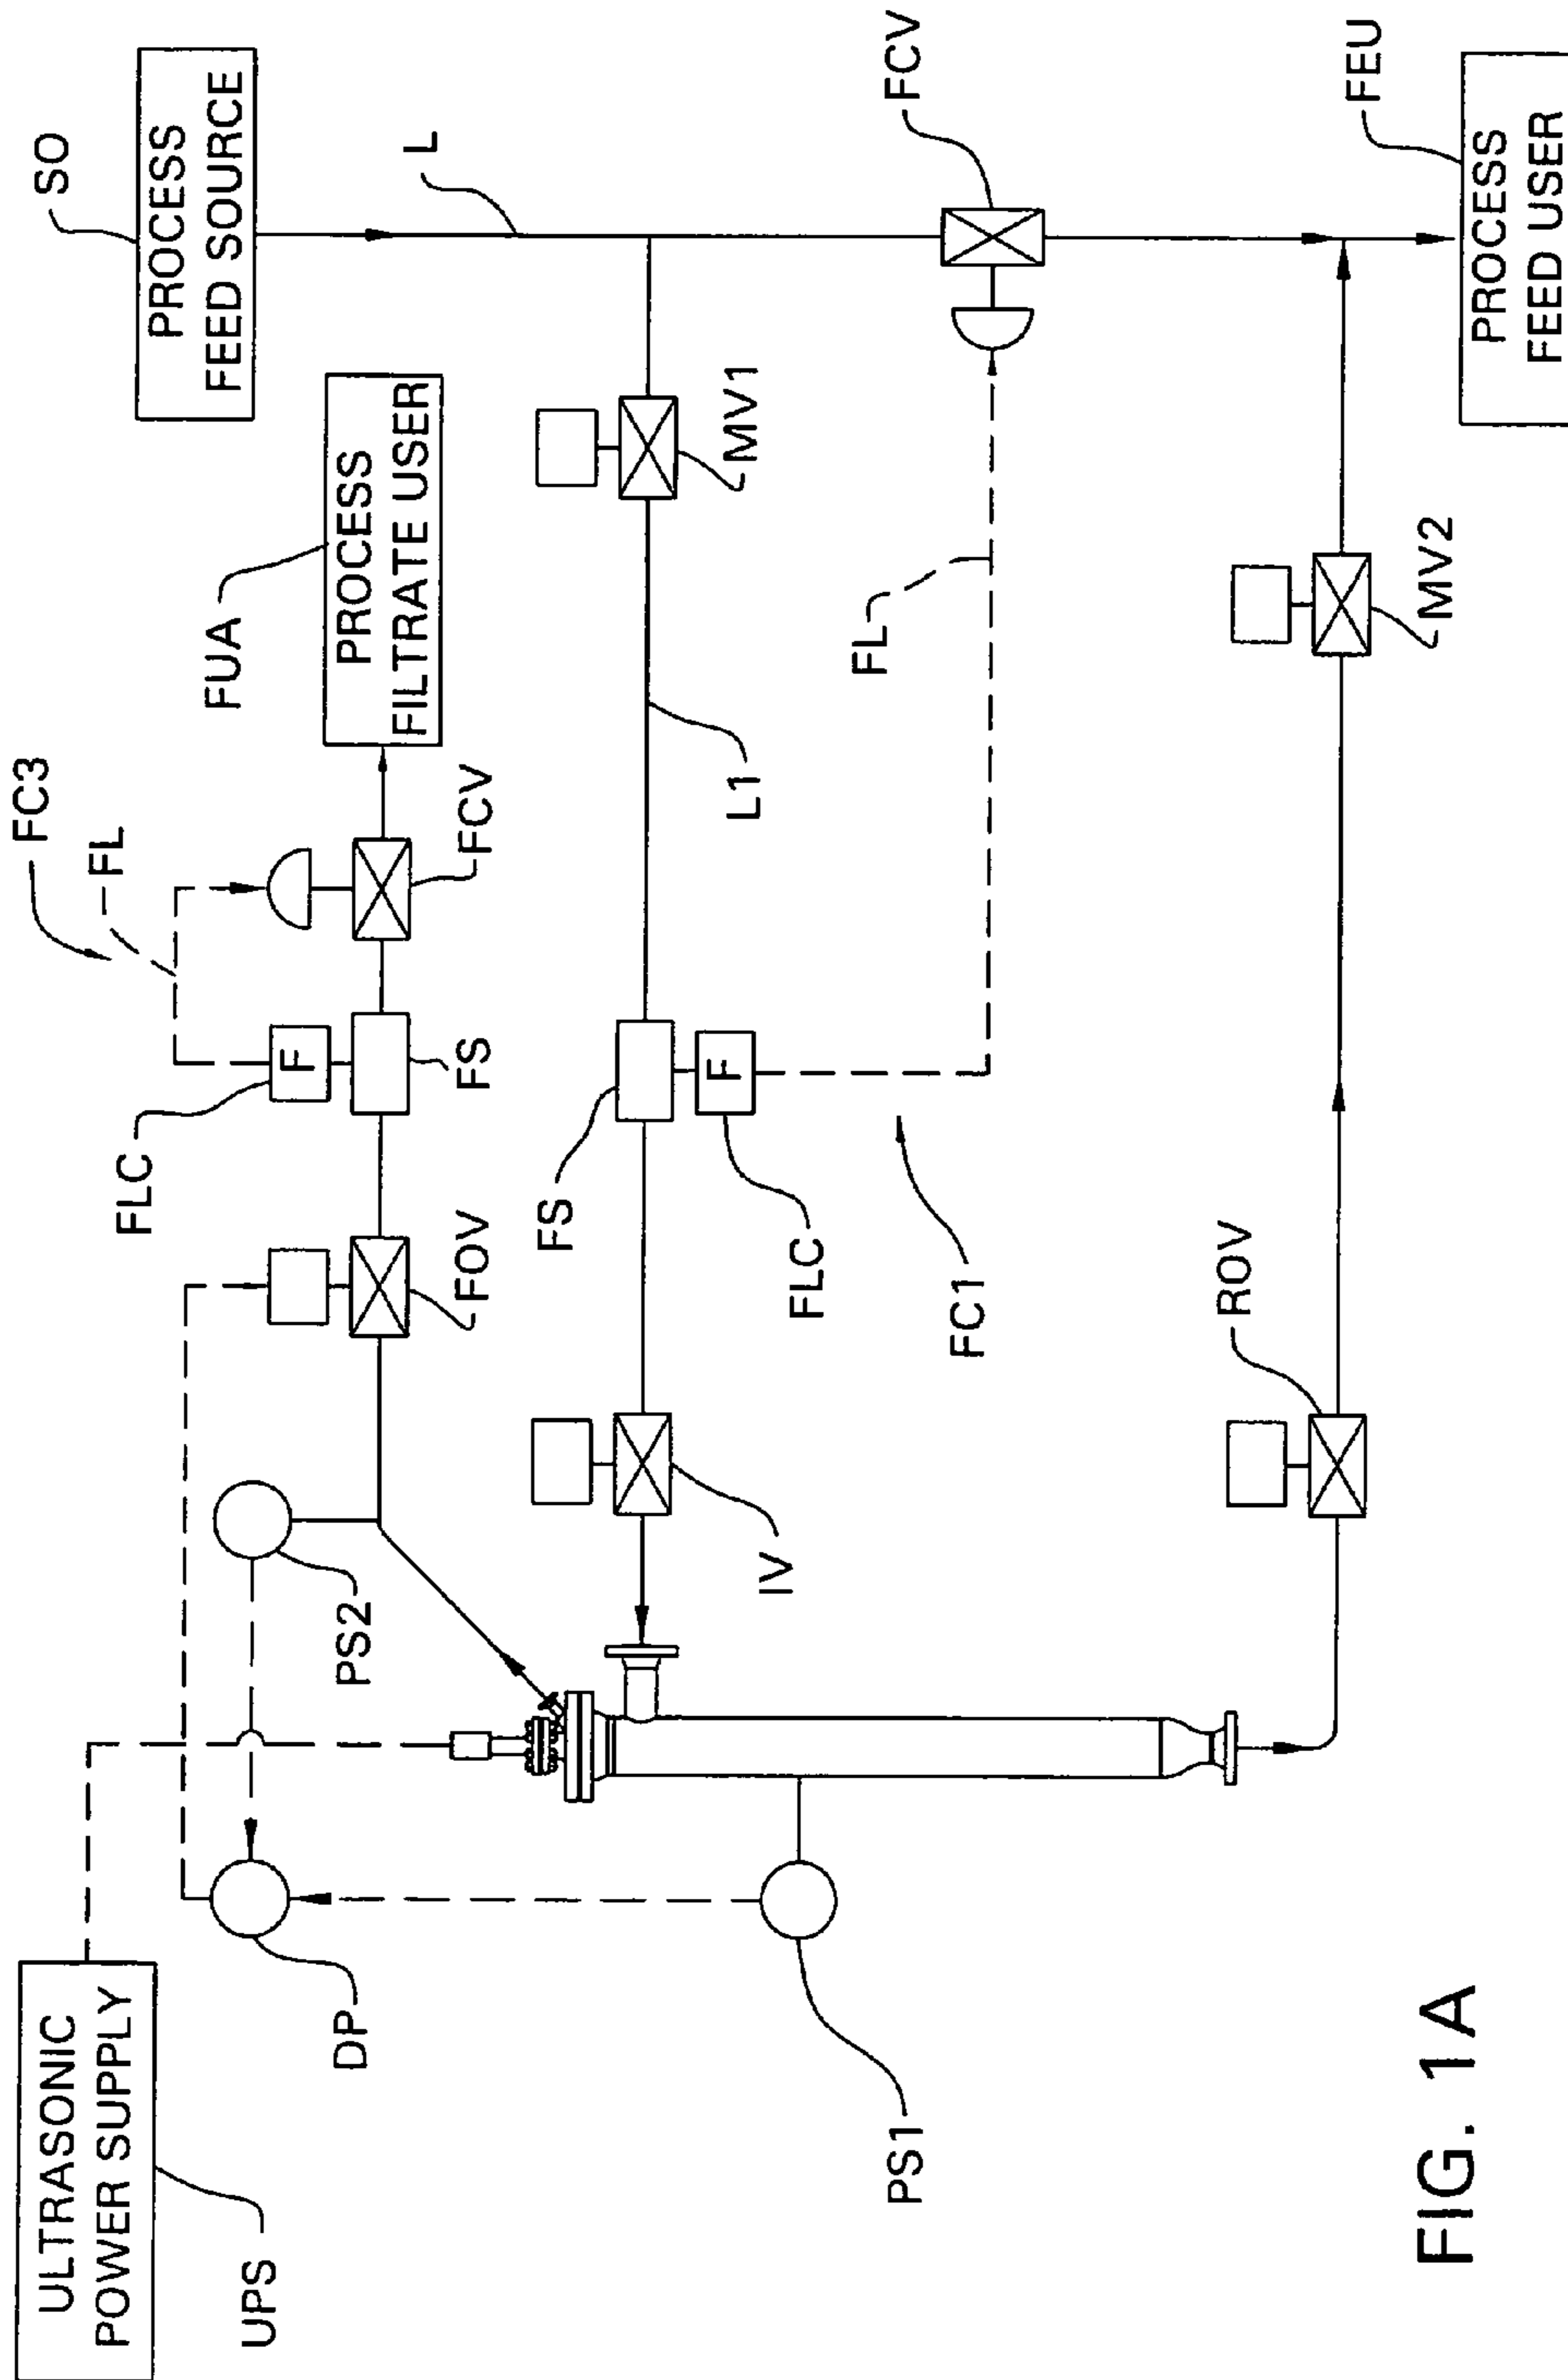 ULTRASONIC
POWER SUPPLY
UPS
DP
PS2
PS1
FLC
FOV
FS
FC3
FL
FCV
FUA
PROCESS
FILTRATE USER
SO
PROCESS
FEED SOURCE
L
MV1
L1
FS
FLC
IV
FC1
FL
FCV
ROV
MV2
FEU
PROCESS
FEED USER
F
F
FIG. 1A